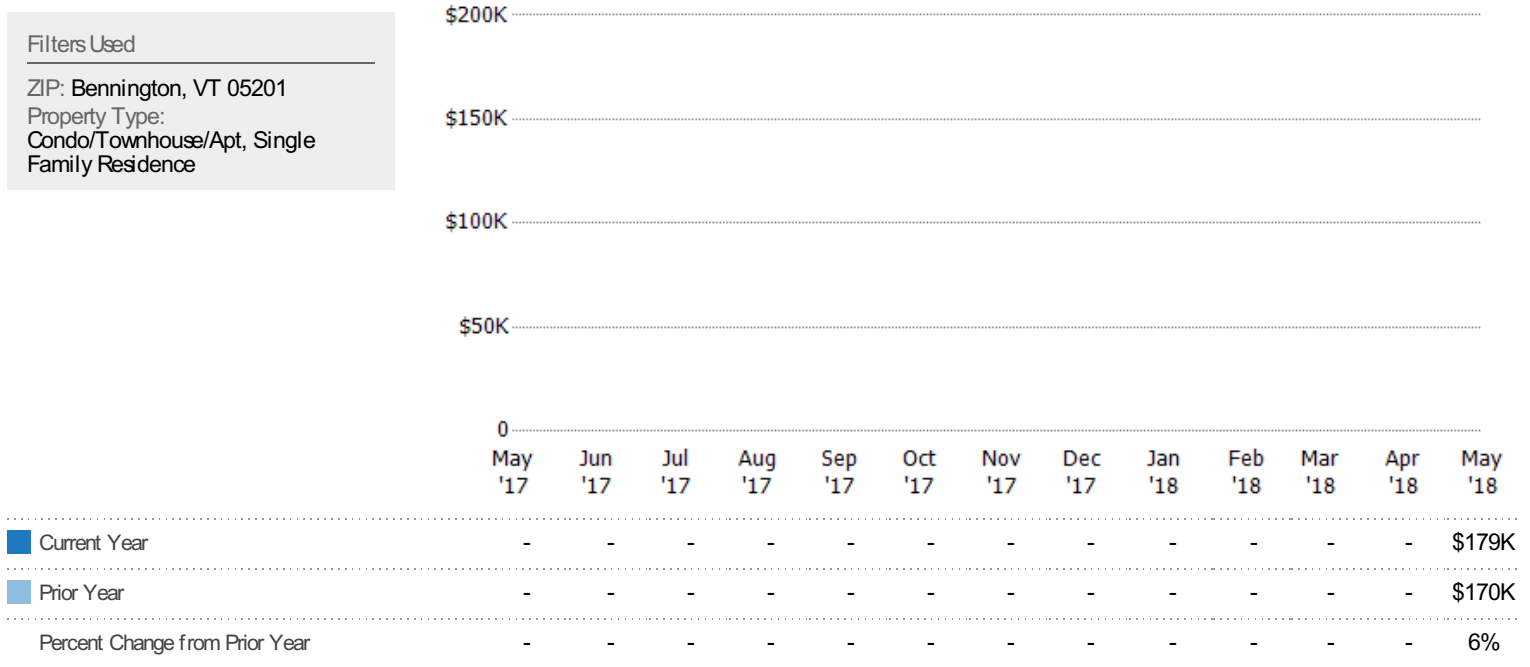 Filters Used
ZIP: Bennington, VT 05201
Property Type:
Condo/Townhouse/Apt, Single
Family Residence
$200K
$150K
$100K
$50K
0
May Jun Jul Aug Sep Oct Nov Dec Jan Feb Mar Apr May
'17 '17 '17 '17 '17 '17 '17 '17 '18 '18 '18 '18 '18
Current Year - - - - - - - - - - - - $179K
Prior Year - - - - - - - - - - - - $170K
Percent Change from Prior Year - - - - - - - - - - - - 6%